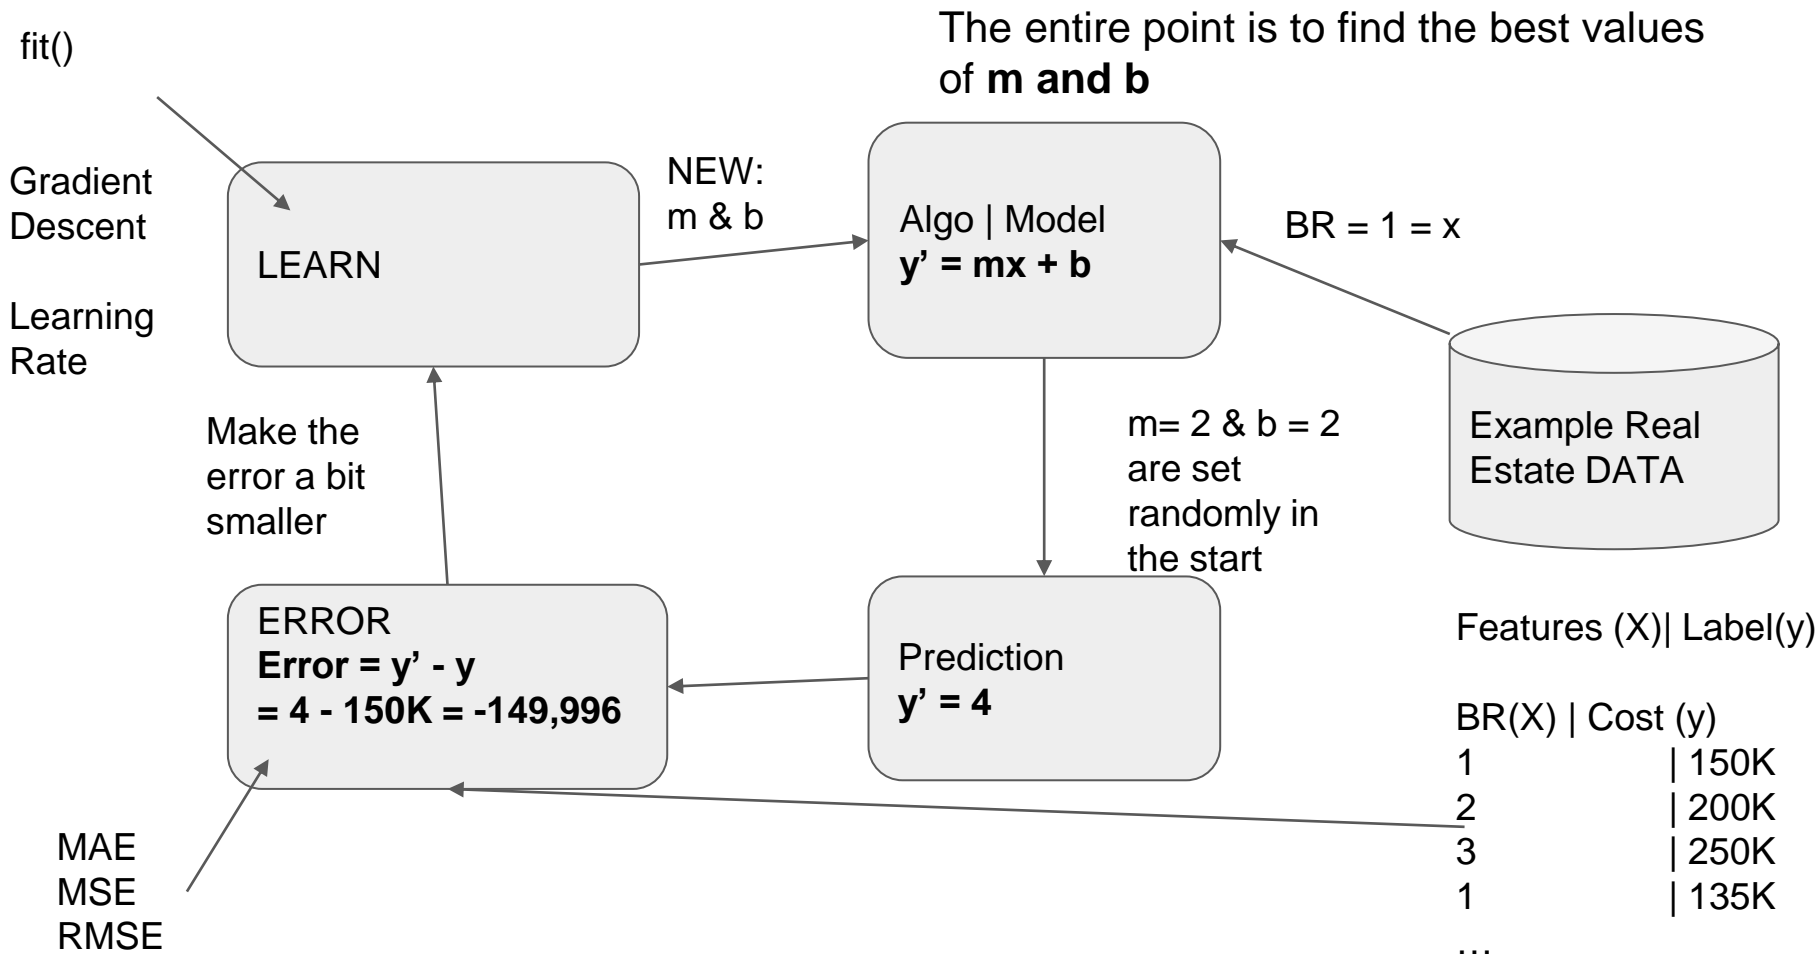 The entire point is to find the best values
of m and b
fit()
Gradient
Descent
Learning
Rate
LEARN
NEW:
m & b
Algo | Model
y’ = mx + b
BR = 1 = x
Example Real
Estate DATA
m= 2 & b = 2
are set
randomly in
the start
Make the
error a bit
smaller
ERROR
Error = y’ - y
= 4 - 150K = -149,996
Prediction
y’ = 4
Features (X)| Label(y)
BR(X) | Cost (y)
1 | 150K
2 | 200K
3 | 250K
1 | 135K
…
MAE
MSE
RMSE